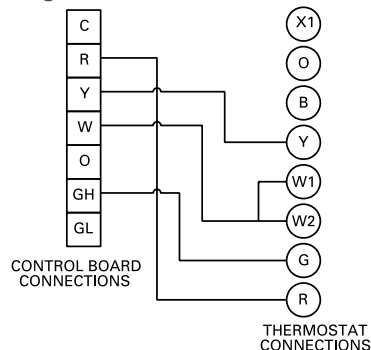 C
R
Y
W
O
GH
GL
CONTROL BOARD
CONNECTIONS
X1
O
B
Y
W1
W2
G
R
THERMOSTAT
CONNECTIONS